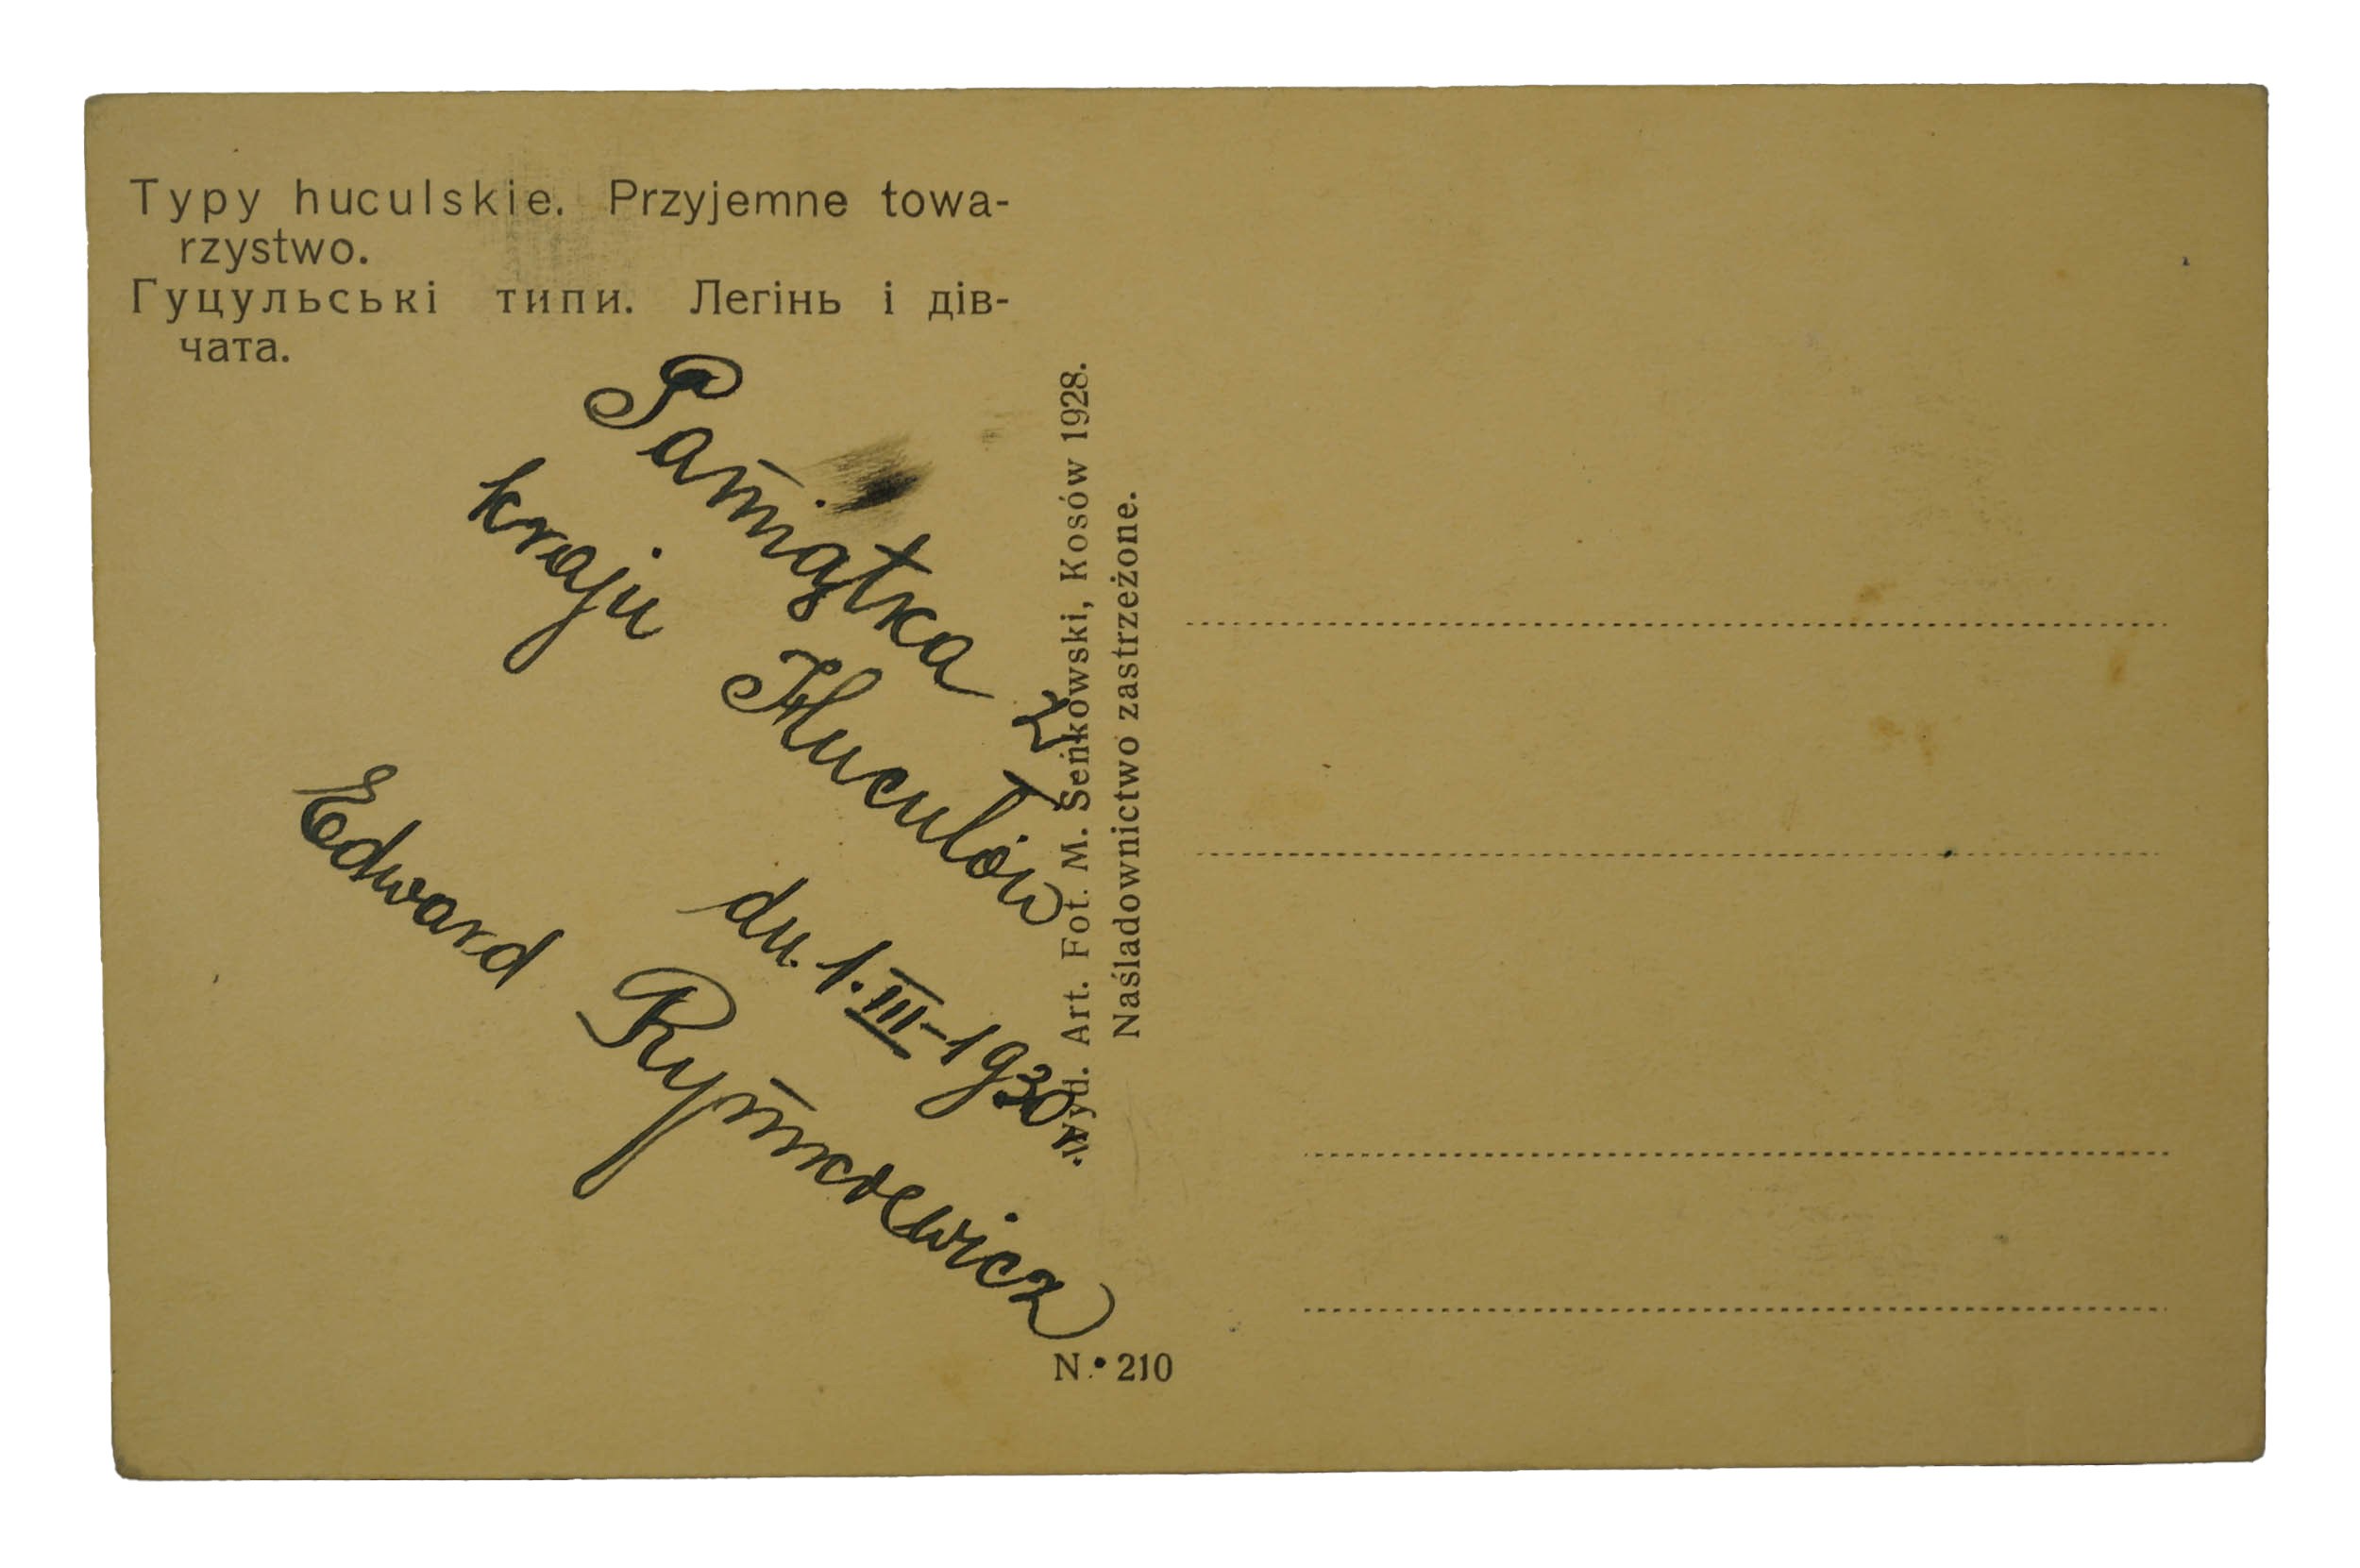 Typy huculskie. Przyjemne towa-
rzystwo.
Гуцульські типи. Легінь і дів-
чата.
Pamiątka z
kraju Hucułów
dn. 1.III-1930 r.
Edward Rymkiewicz
wyd. Art. Fot. M. Seńkowski, Kosów 1928.
Naśladownictwo zastrzeżone.
N. 210